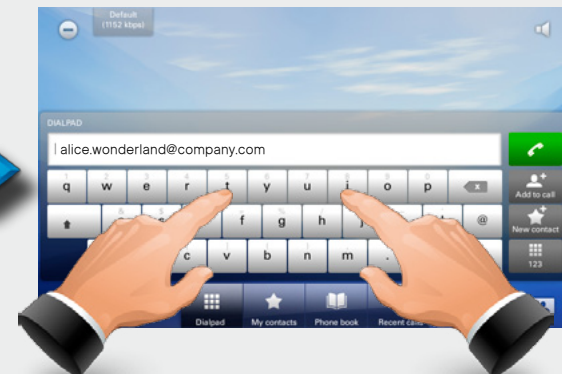 Default
(1152 kbps)
DIALPAD
alice.wonderland@company.com
q w e r t y u i o p x
f g h @
c v b n m .
Add to call
New contact
123
Dialpad My contacts Phone book Recent calls